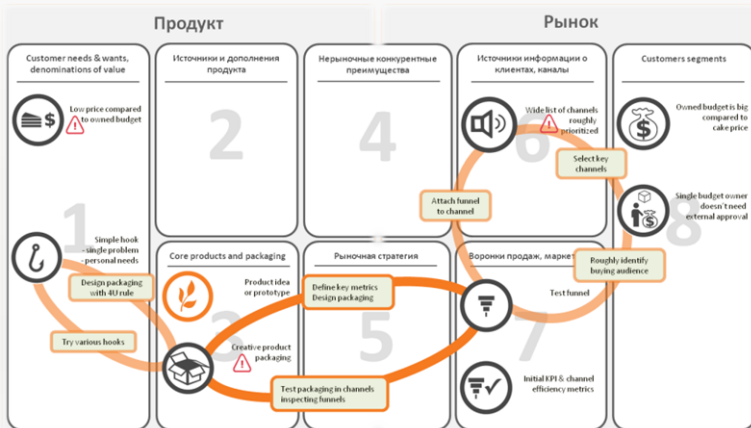 Продукт
Рынок
Customer needs & wants,
denominations of value
Low price compared
to owned budget
1
Simple hook
- single problem
- personal needs
Design packaging
with 4U rule
Try various hooks
Источники и дополнения
продукта
2
Core products and packaging
Product idea
or prototype
3
Creative product
packaging
Нерыночные конкурентные
преимущества
4
Рыночная стратегия
Define key metrics
Design packaging
5
Test packaging in channels
inspecting funnels
Источники информации о
клиентах, каналы
Wide list of channels
roughly
prioritized
6
Select key
channels
Attach funnel
to channel
Воронки продаж,
Test funnel
7
Initial KPI & channel
efficiency metrics
Customers segments
Owned budget is big
compared to
cake price
Single budget owner
doesn't need
external approval
8
Roughly identify
buying audience